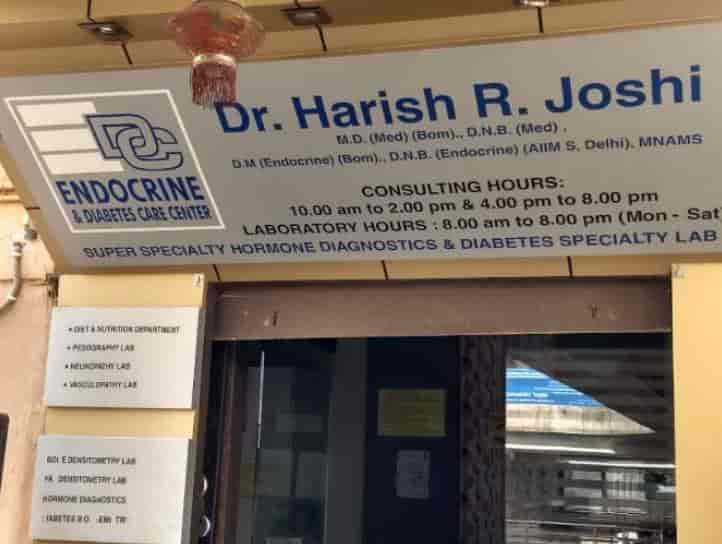 Dr. Harish R. Joshi
M.D. (Med) (Bom)., D.N.B. (Med) ,
D.M (Endocrine) (Bom)., D.N.B. (Endocrine) (AIIM S, Delhi), MNAMS
EDC
ENDOCRINE
& DIABETES CARE CENTER
CONSULTING HOURS:
10.00 am to 2.00 pm & 4.00 pm to 8.00 pm
LABORATORY HOURS : 8.00 am to 8.00 pm (Mon - Sat)
SUPER SPECIALTY HORMONE DIAGNOSTICS & DIABETES SPECIALTY LAB
• DIET & NUTRITION DEPARTMENT
• PEDOGRAPHY LAB
• NEUROPATHY LAB
• VASCULOPATHY LAB
DENSITOMETRY LAB
DENSITOMETRY LAB
HORMONE DIAGNOSTICS